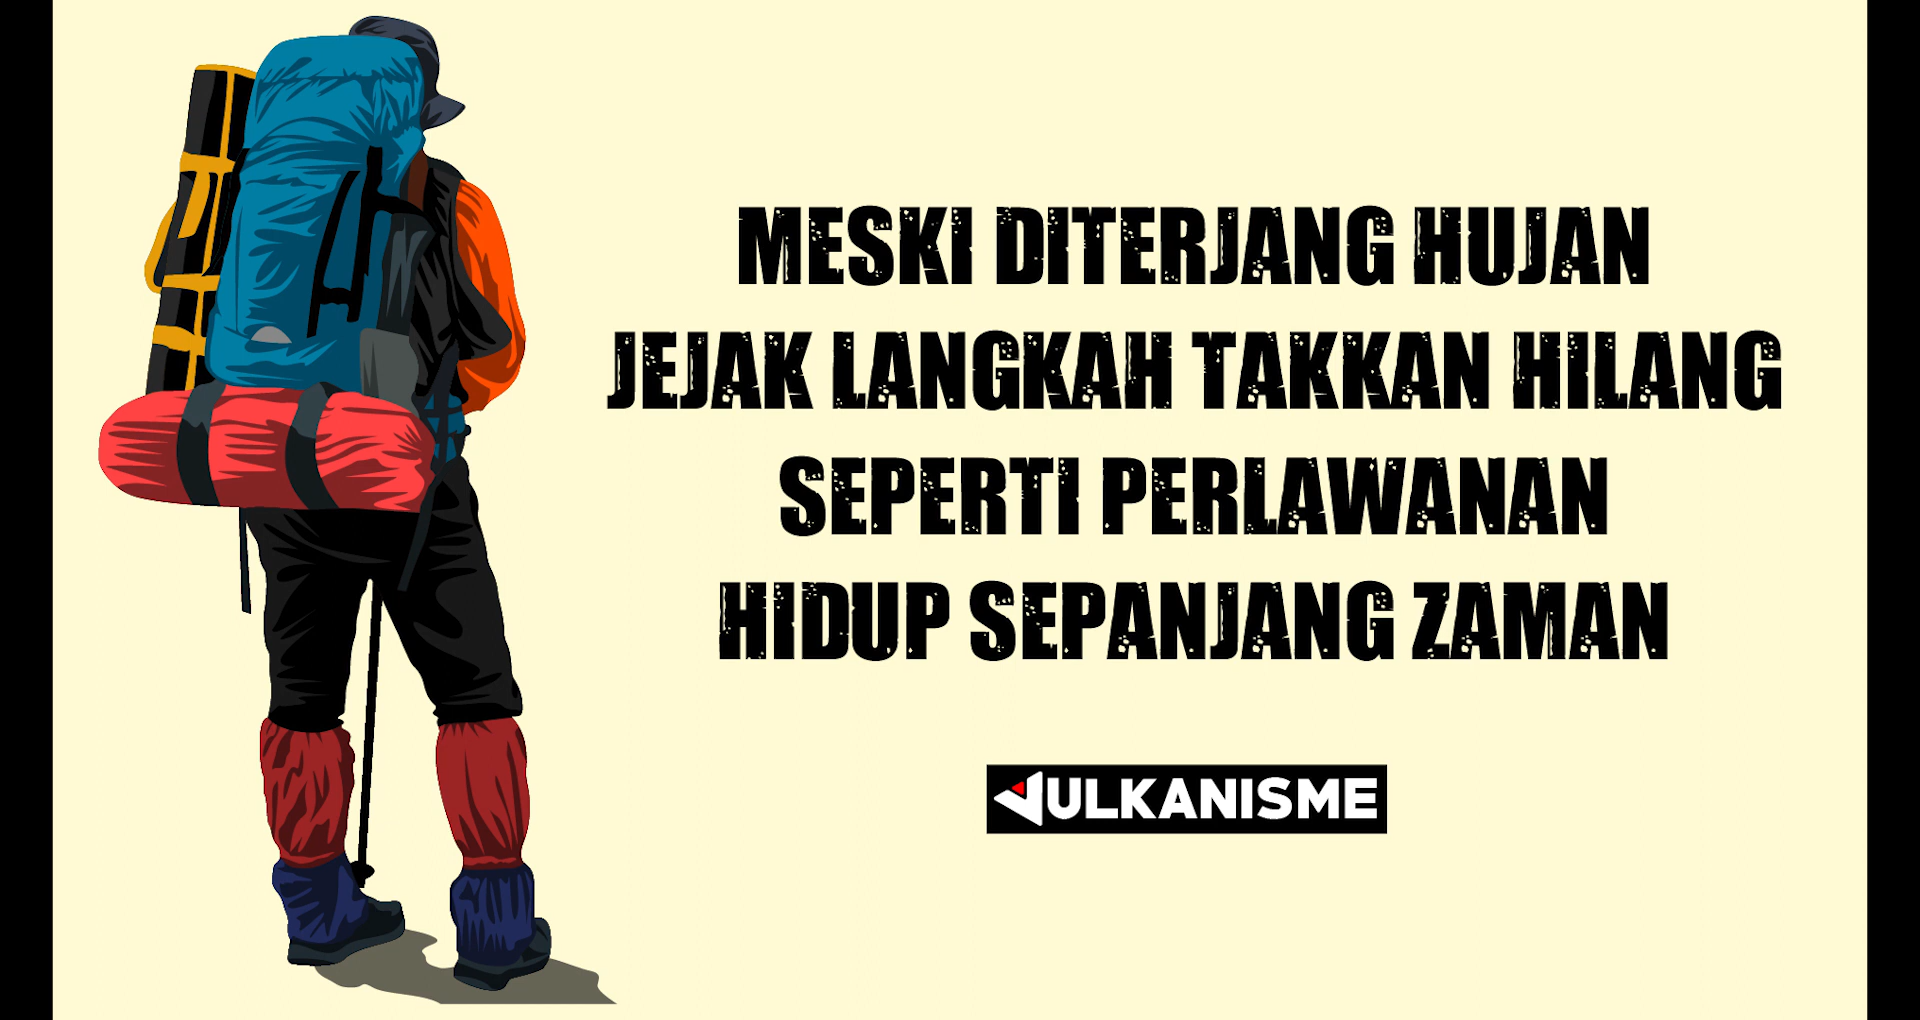 MESKI DITERJANG HUJAN
JEJAK LANGKAH TAKKAN HILANG
SEPERTI PERLAWANAN
HIDUP SEPANJANG ZAMAN
VULKANISME